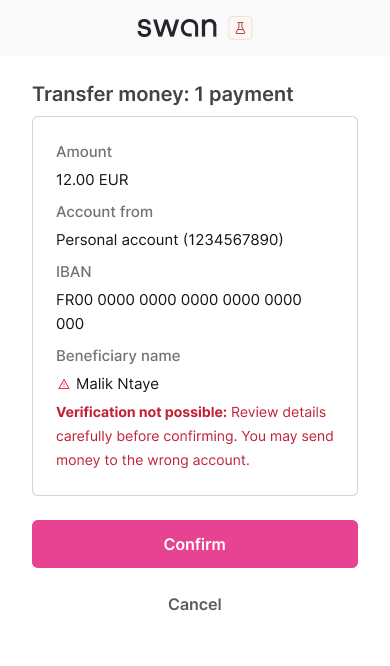 swan
Transfer money: 1 payment
Amount
12.00 EUR
Account from
Personal account (1234567890)
IBAN
FR00 0000 0000 0000 0000 0000
000
Beneficiary name
Malik Ntaye
Verification not possible: Review details
carefully before confirming. You may send
money to the wrong account.
Confirm
Cancel